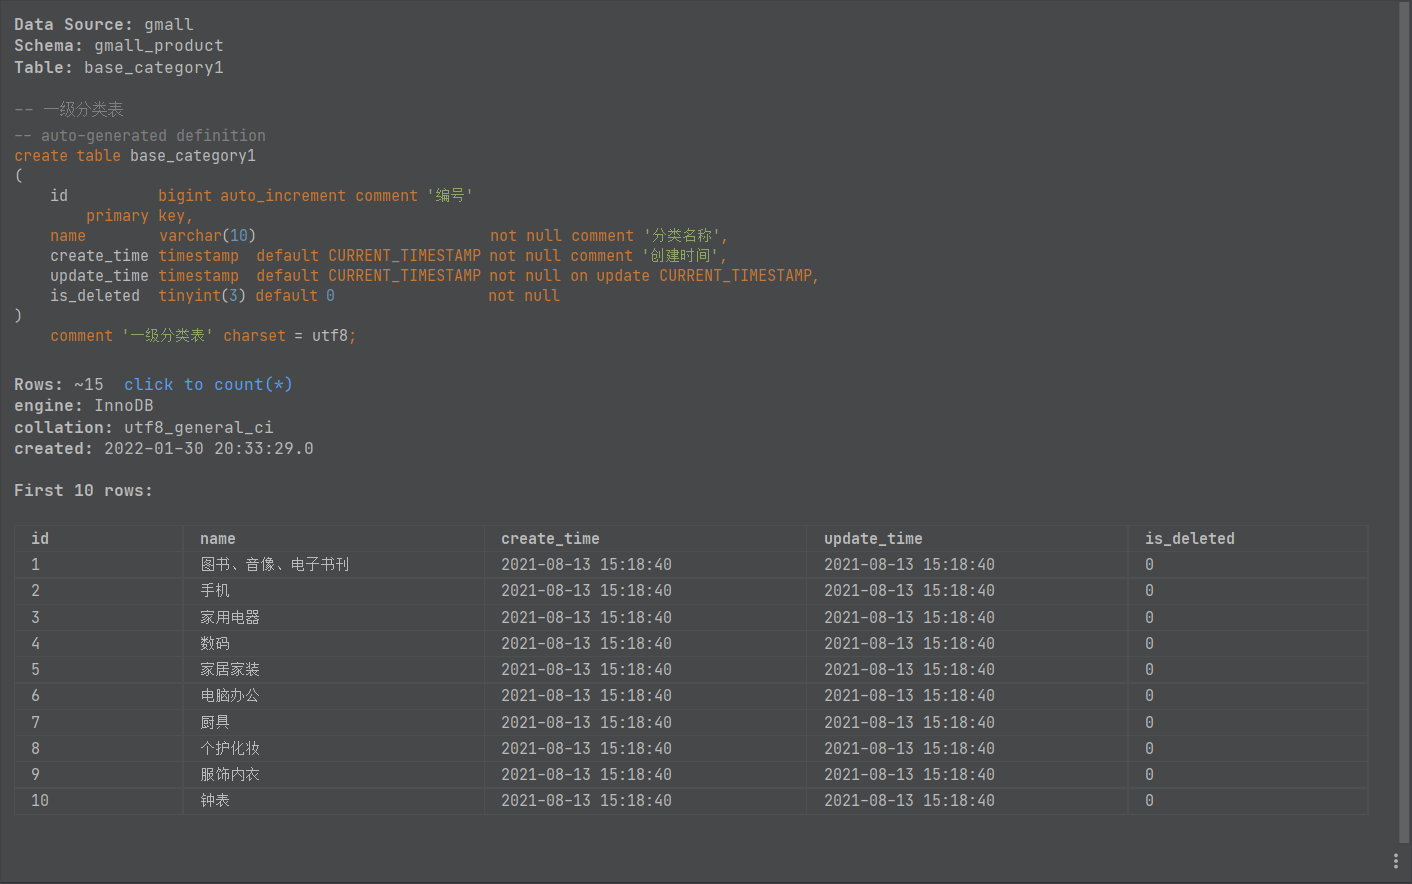 Data Source: gmall
Schema: gmall_product
Table: base_category1
-- 一级分类表
-- auto-generated definition
create table base_category1
(
    id          bigint auto_increment comment '编号'
        primary key,
    name        varchar(10)                          not null comment '分类名称',
    create_time timestamp  default CURRENT_TIMESTAMP not null comment '创建时间',
    update_time timestamp  default CURRENT_TIMESTAMP not null on update CURRENT_TIMESTAMP,
    is_deleted  tinyint(3) default 0                 not null
)
    comment '一级分类表' charset = utf8;
Rows: ~15  click to count(*)
engine: InnoDB
collation: utf8_general_ci
created: 2022-01-30 20:33:29.0
First 10 rows:
id name create_time update_time is_deleted
1 图书、音像、电子书刊 2021-08-13 15:18:40 2021-08-13 15:18:40 0
2 手机 2021-08-13 15:18:40 2021-08-13 15:18:40 0
3 家用电器 2021-08-13 15:18:40 2021-08-13 15:18:40 0
4 数码 2021-08-13 15:18:40 2021-08-13 15:18:40 0
5 家居家装 2021-08-13 15:18:40 2021-08-13 15:18:40 0
6 电脑办公 2021-08-13 15:18:40 2021-08-13 15:18:40 0
7 厨具 2021-08-13 15:18:40 2021-08-13 15:18:40 0
8 个护化妆 2021-08-13 15:18:40 2021-08-13 15:18:40 0
9 服饰内衣 2021-08-13 15:18:40 2021-08-13 15:18:40 0
10 钟表 2021-08-13 15:18:40 2021-08-13 15:18:40 0